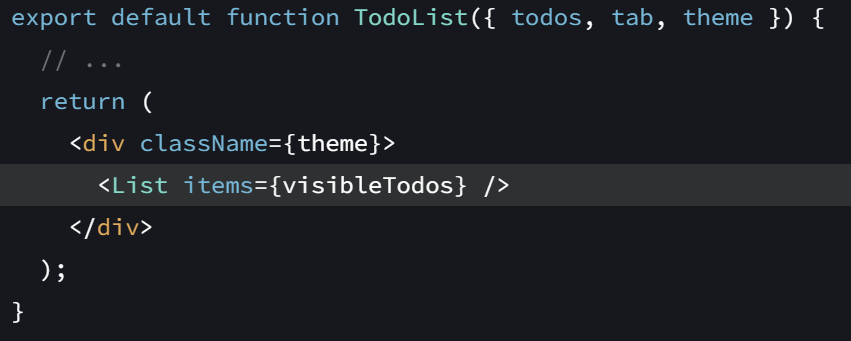 export default function TodoList({ todos, tab, theme }) {
  // ...
  return (
    <div className={theme}>
      <List items={visibleTodos} />
    </div>
  );
}